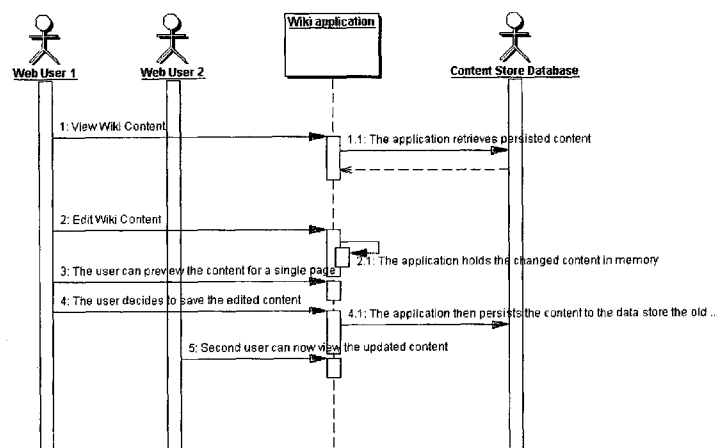 Wiki application
Web User 1
Web User 2
Content Store Database
1: View Wiki Content
1.1: The application retrieves persisted content
2: Edit Wiki Content
2.1: The application holds the changed content in memory
3: The user can preview the content for a single page
4: The user decides to save the edited content
4.1: The application then persists the content to the data store the old ...
5: Second user can now view the updated content